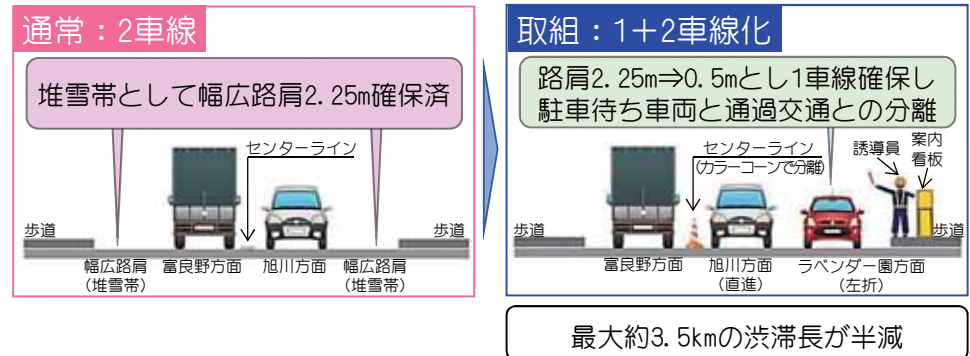 通常：2車線
堆雪帯として幅広路肩2.25m確保済
センターライン
歩道
歩道
幅広路肩
(堆雪帯)
富良野方面
旭川方面
幅広路肩
(堆雪帯)
取組：1＋2車線化
路肩2.25m⇒0.5mとし1車線確保し
駐車待ち車両と通過交通との分離
センターライン
(カラーコーンで分離)
誘導員
案内
看板
歩道
歩道
富良野方面
旭川方面
(直進)
ラベンダー園方面
(左折)
最大約3.5kmの渋滞長が半減